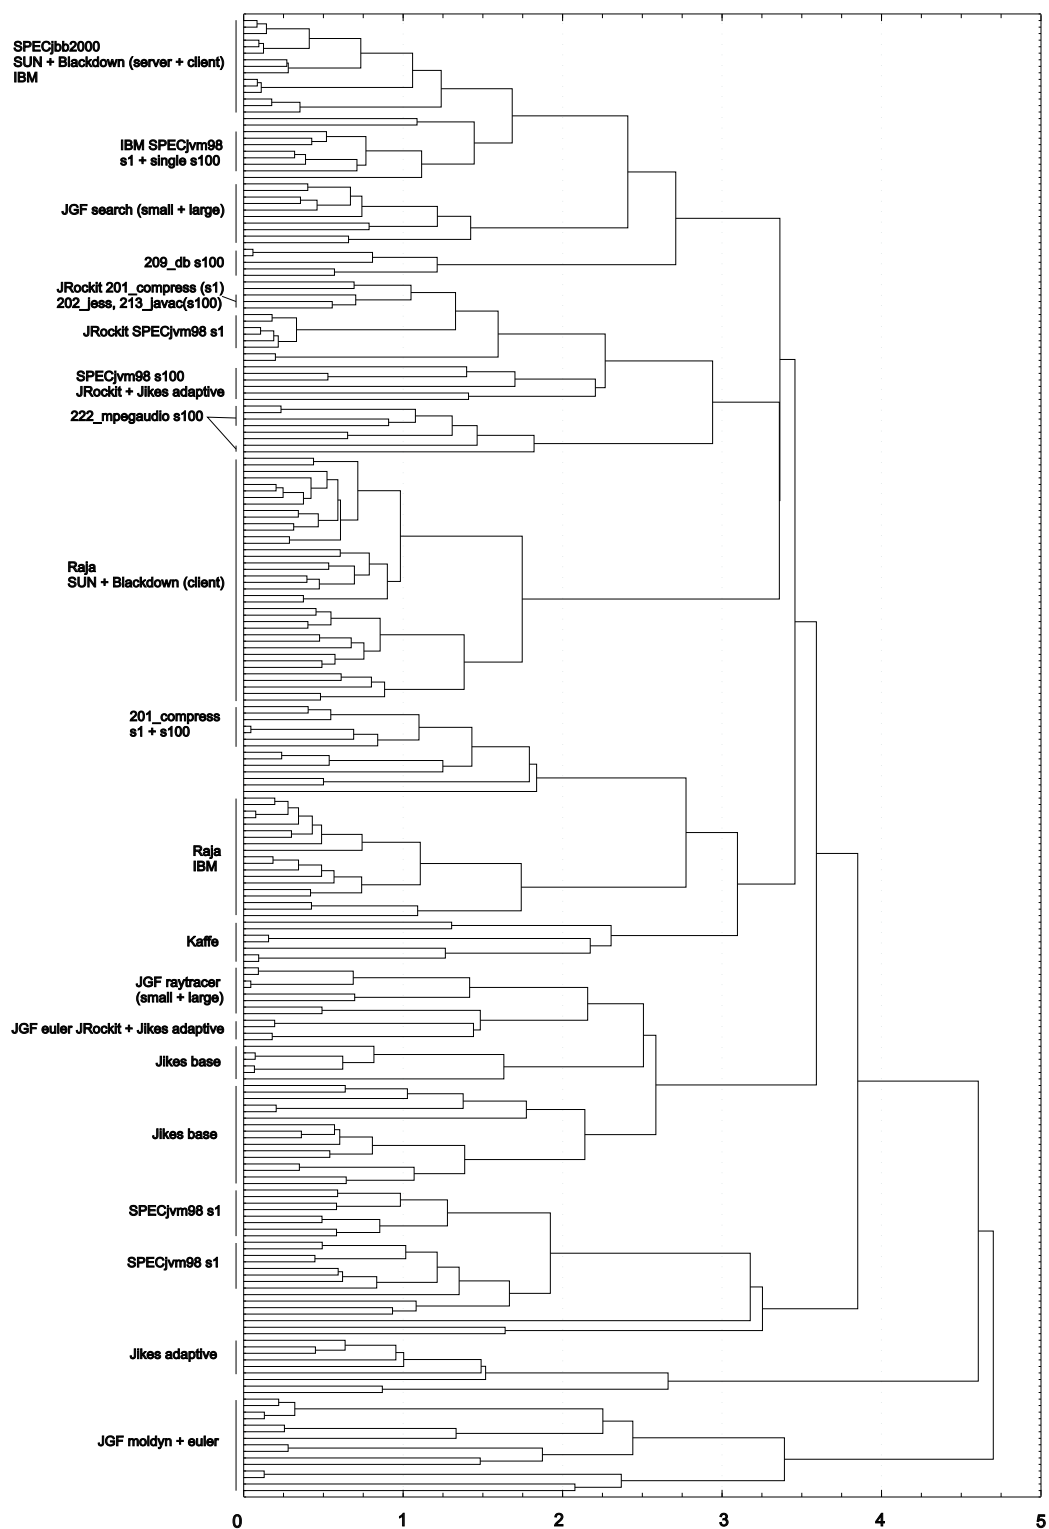 SPECjbb2000
SUN + Blackdown (server + client)
IBM
IBM SPECjvm98
s1 + single s100
JGF search (small + large)
209_db s100
JRockit 201_compress (s1)
202_jess, 213_javac(s100)
JRockit SPECjvm98 s1
SPECjvm98 s100
JRockit + Jikes adaptive
222_mpegaudio s100
Raja
SUN + Blackdown (client)
201_compress
s1 + s100
Raja
IBM
Kaffe
JGF raytracer
(small + large)
JGF euler JRockit + Jikes adaptive
Jikes base
Jikes base
SPECjvm98 s1
SPECjvm98 s1
Jikes adaptive
JGF moldyn + euler
0 1 2 3 4 5